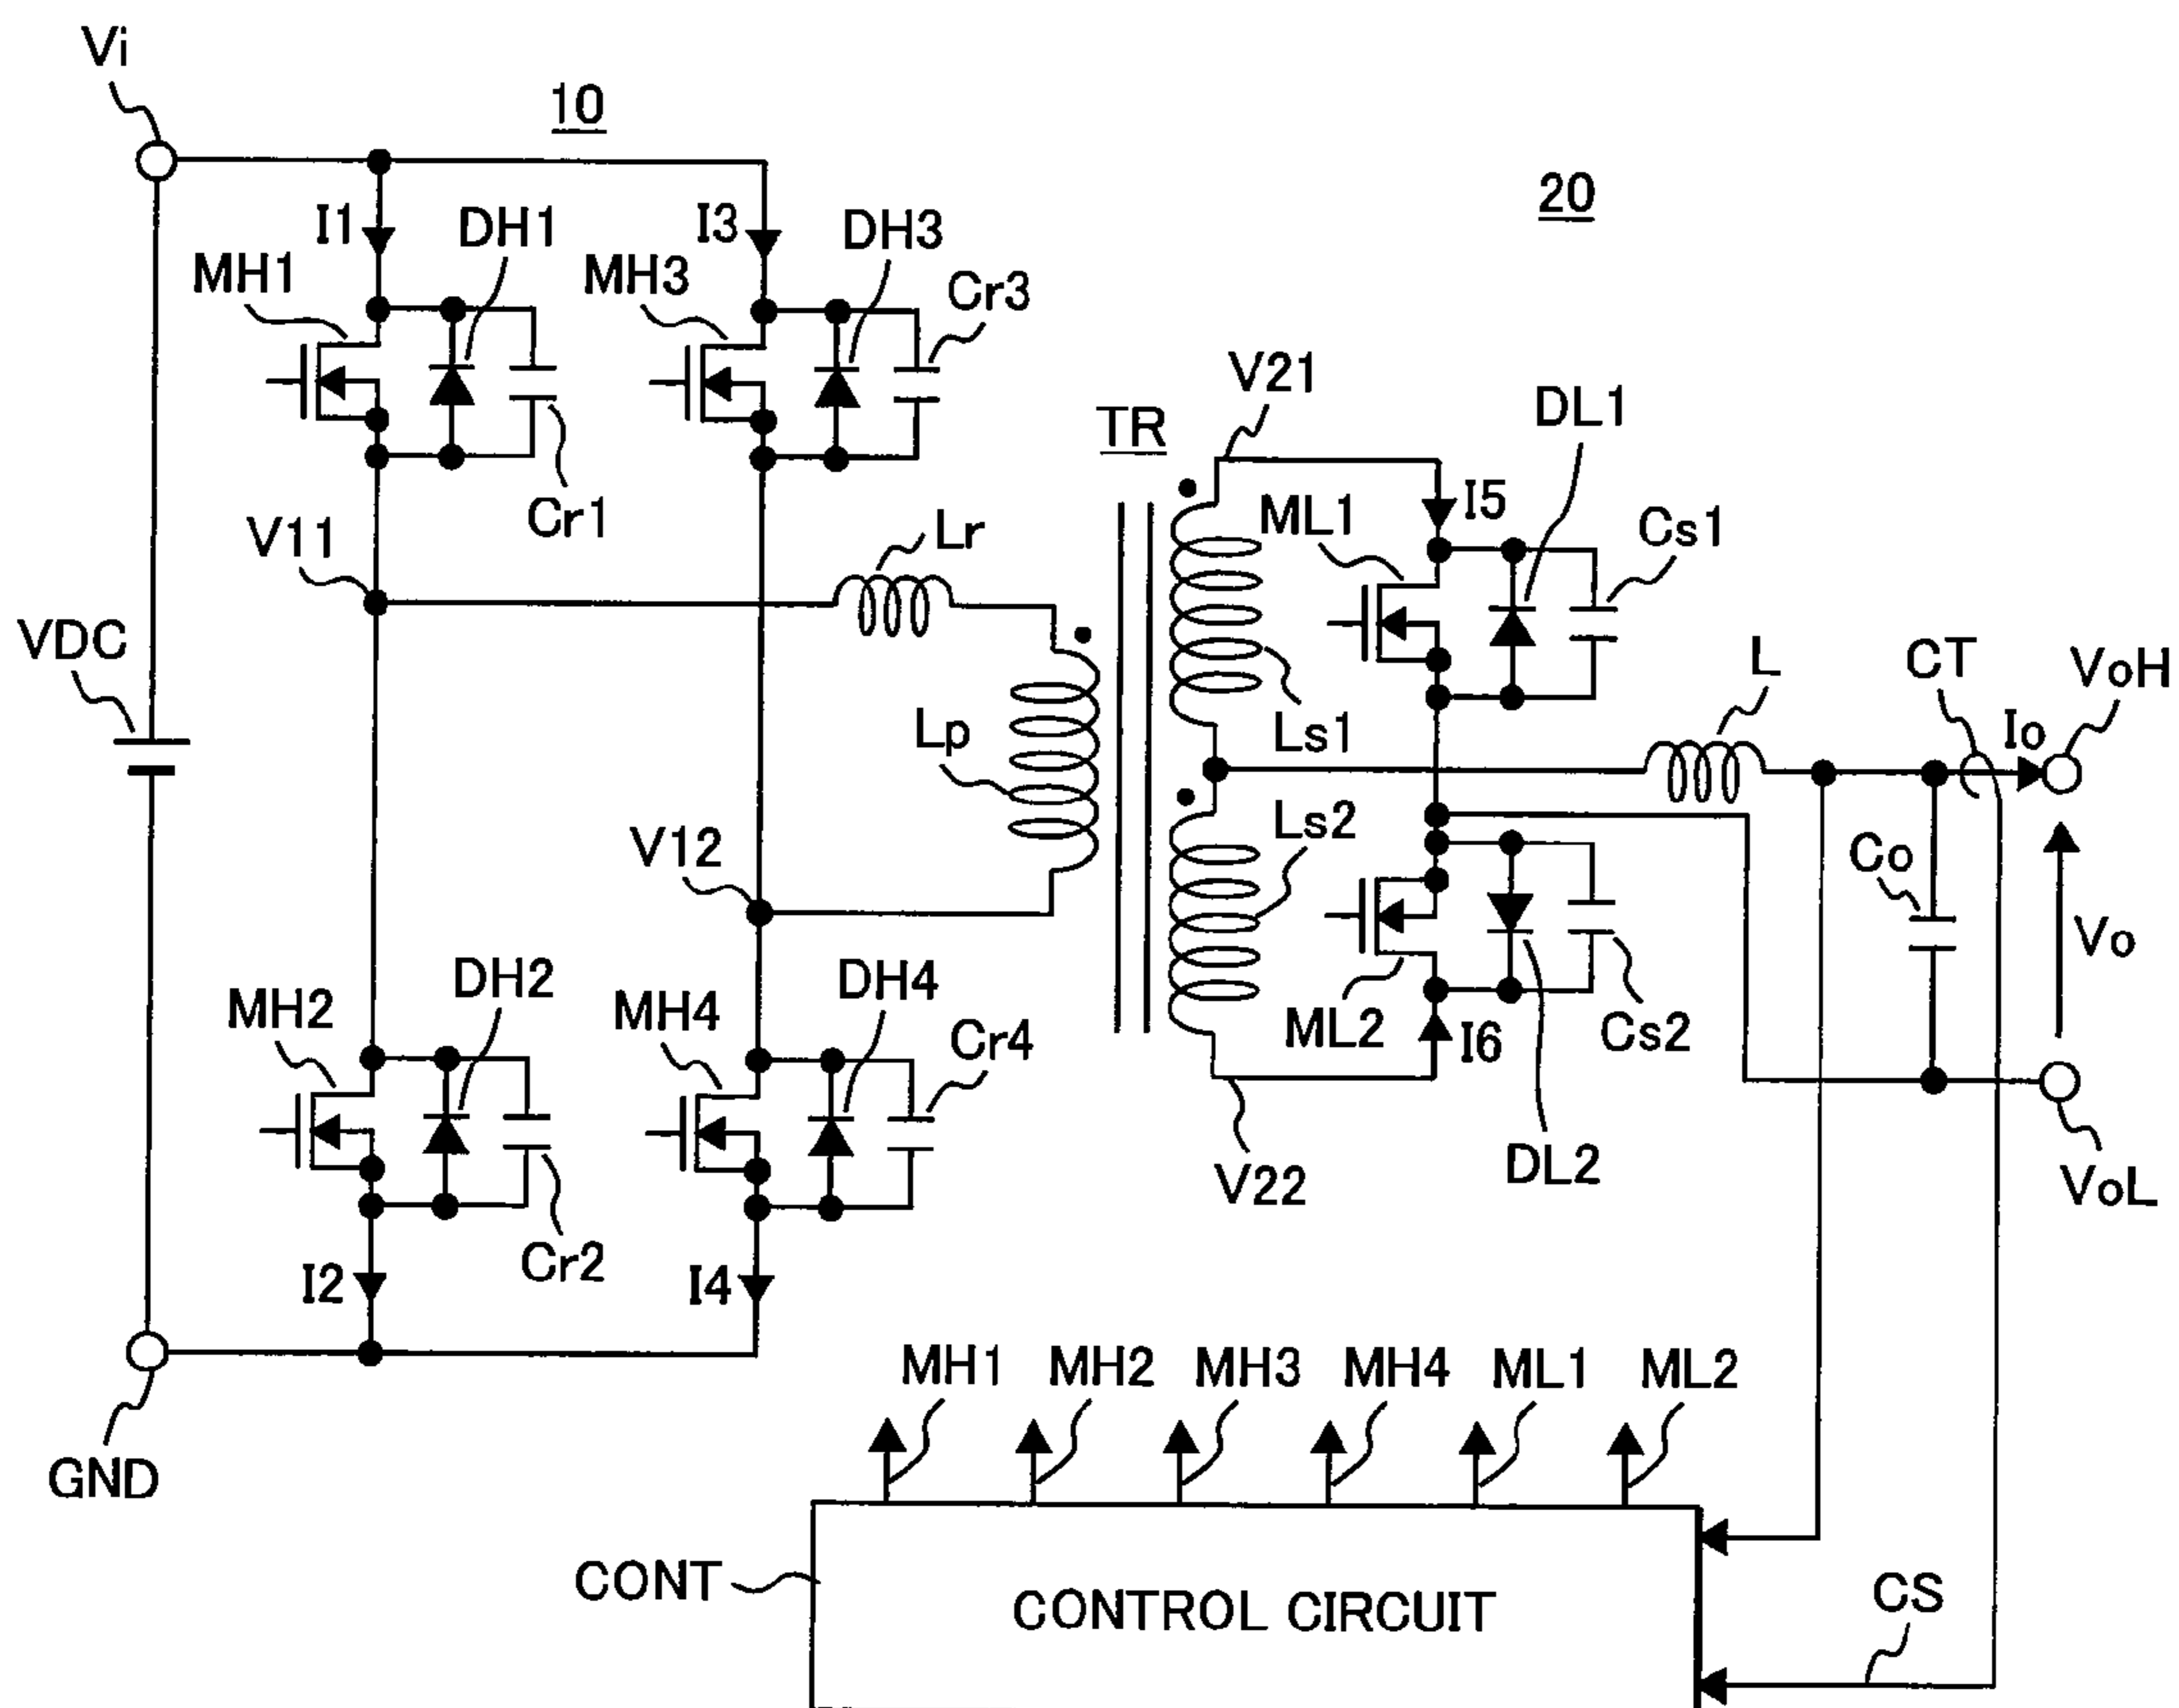 Vi
10
20
I1
DH1
I3
DH3
MH1
MH3
Cr3
V21
DL1
TR
I5
ML1
Cs1
Cr1
V11
Lr
VDC
L
CT
VoH
Lp
Ls1
Io
V12
Ls2
Co
Vo
DH2
DH4
MH2
MH4
Cr4
ML2
I6
Cs2
V22
DL2
VoL
Cr2
I2
I4
MH1
MH2
MH3
MH4
ML1
ML2
GND
CONT
CONTROL CIRCUIT
CS